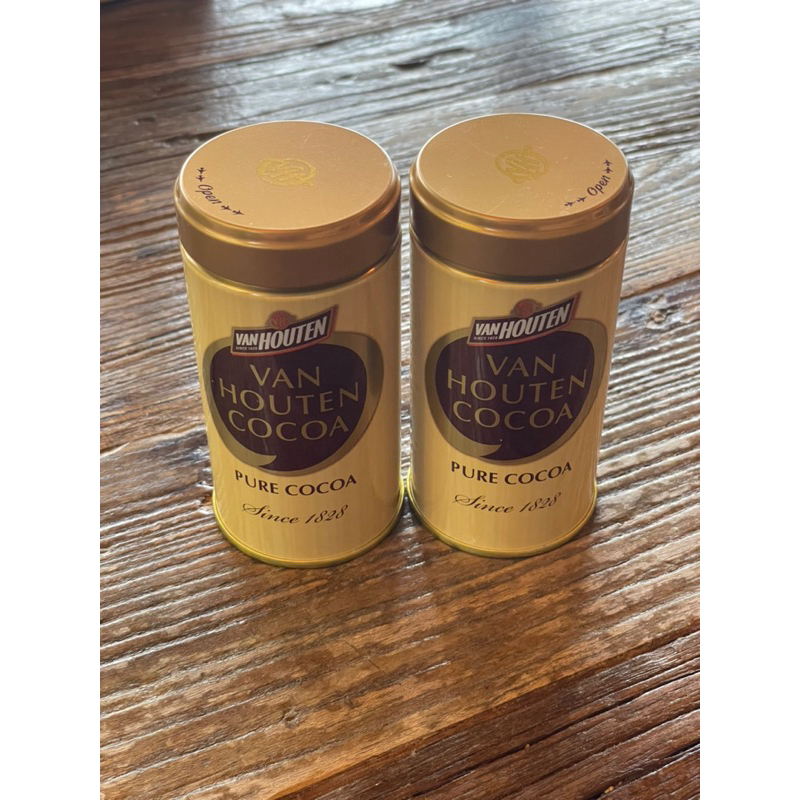 Open
VAN HOUTEN
SINCE 1828
VAN
HOUTEN
COCOA
PURE COCOA
Since 1828
Open
VAN HOUTEN
SINCE 1828
VAN
HOUTEN
COCOA
PURE COCOA
Since 1828